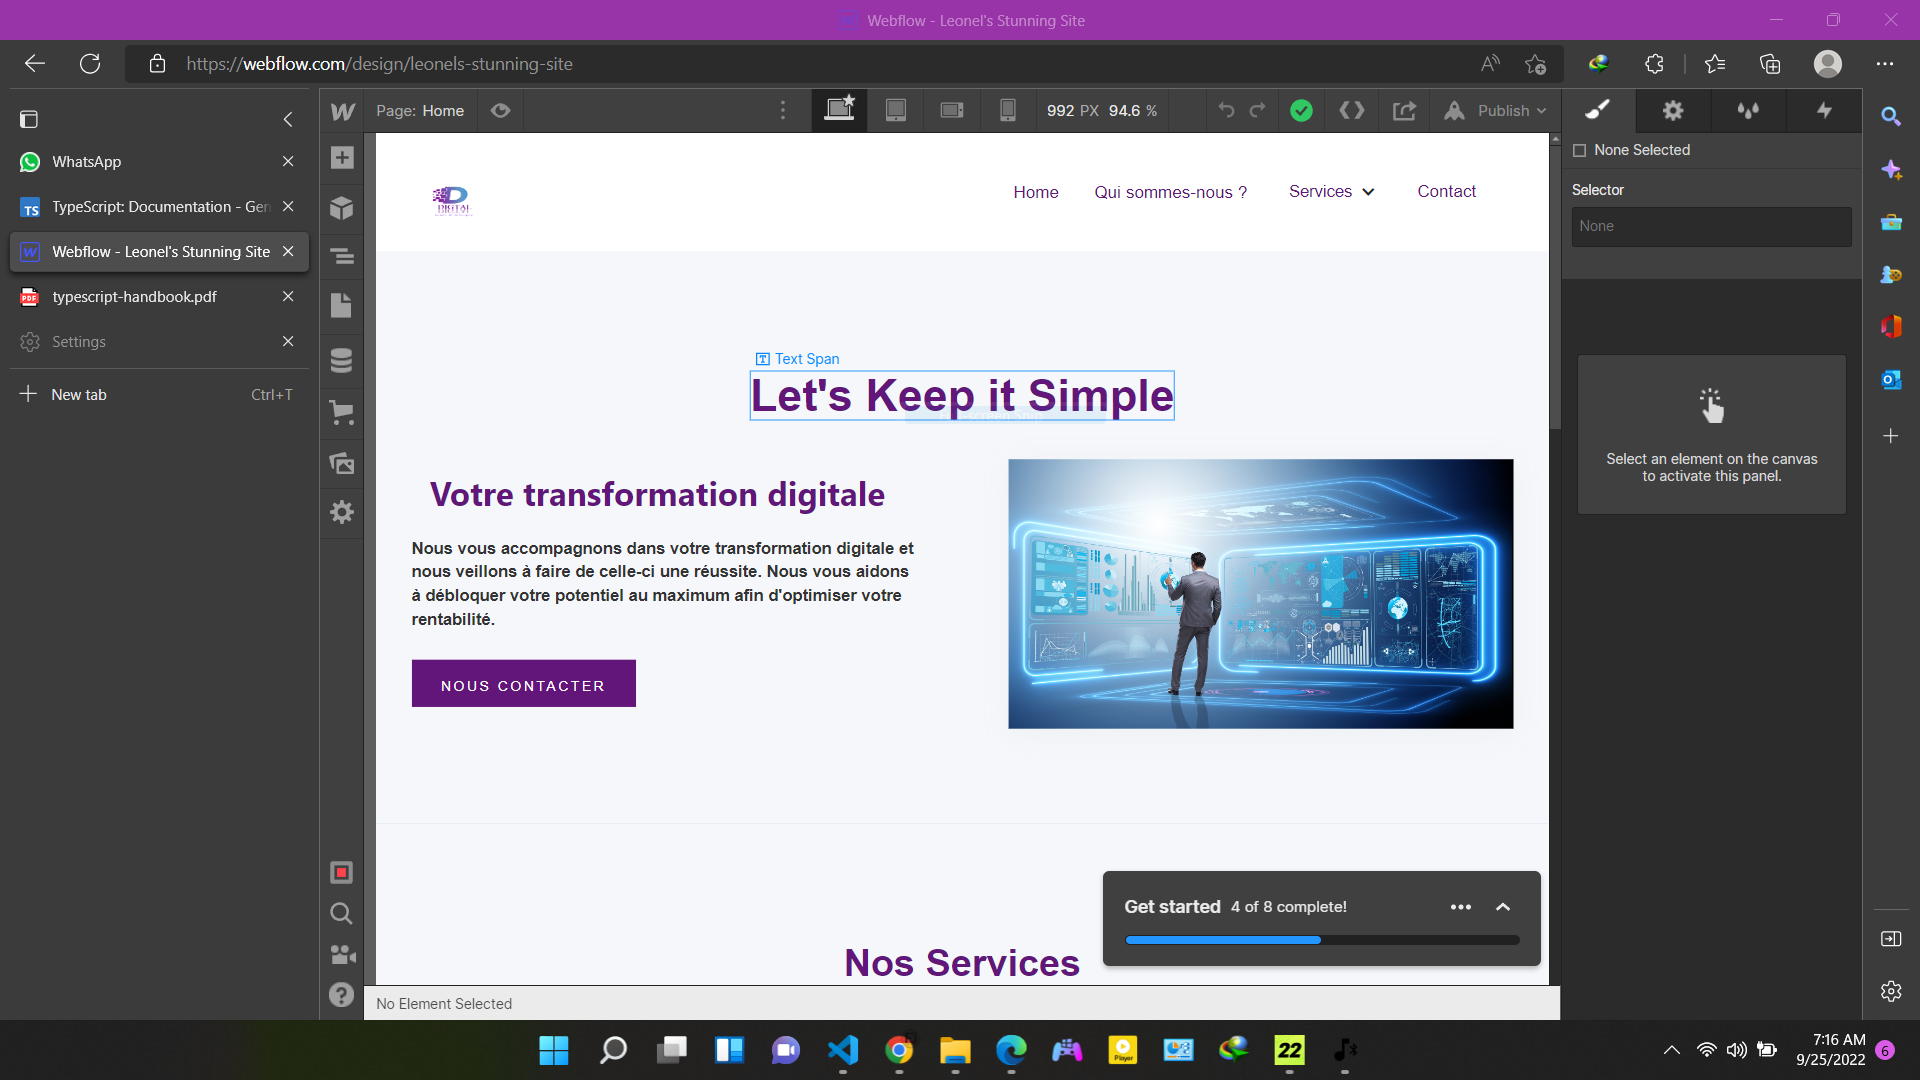 Webflow - Leonel's Stunning Site
https://webflow.com/design/leonels-stunning-site
WhatsApp
TypeScript: Documentation - Gen
Webflow - Leonel's Stunning Site
typescript-handbook.pdf
Settings
New tab Ctrl+T
Page: Home
992 PX 94.6 %
Publish
None Selected
Selector
None
Select an element on the canvas
to activate this panel.
DIGITAL
Home Qui sommes-nous ? Services Contact
Text Span
Let's Keep it Simple
Votre transformation digitale
Nous vous accompagnons dans votre transformation digitale et
nous veillons à faire de celle-ci une réussite. Nous vous aidons
à débloquer votre potentiel au maximum afin d'optimiser votre
rentabilité.
NOUS CONTACTER
Get started 4 of 8 complete!
Nos Services
No Element Selected
Player
22
7:16 AM
9/25/2022
6